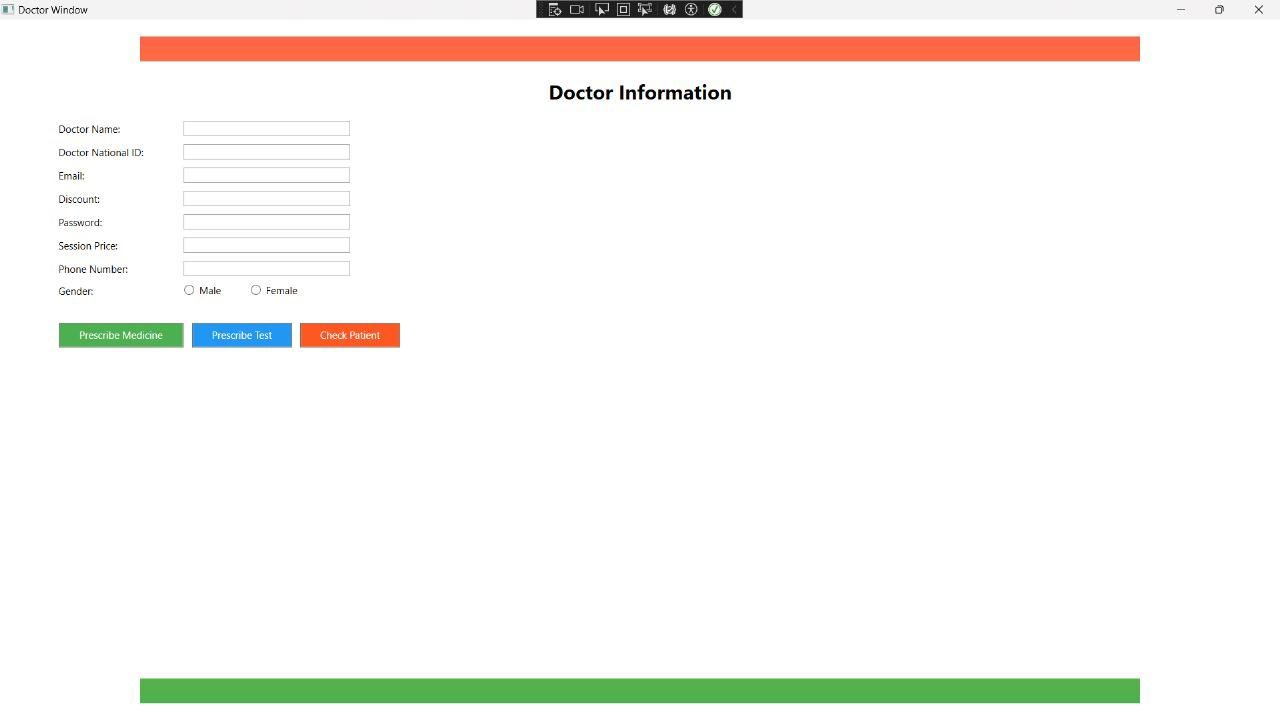 Doctor Window
Doctor Information
Doctor Name:
Doctor National ID:
Email:
Discount:
Password:
Session Price:
Phone Number:
Gender: Male Female
Prescribe Medicine Prescribe Test Check Patient